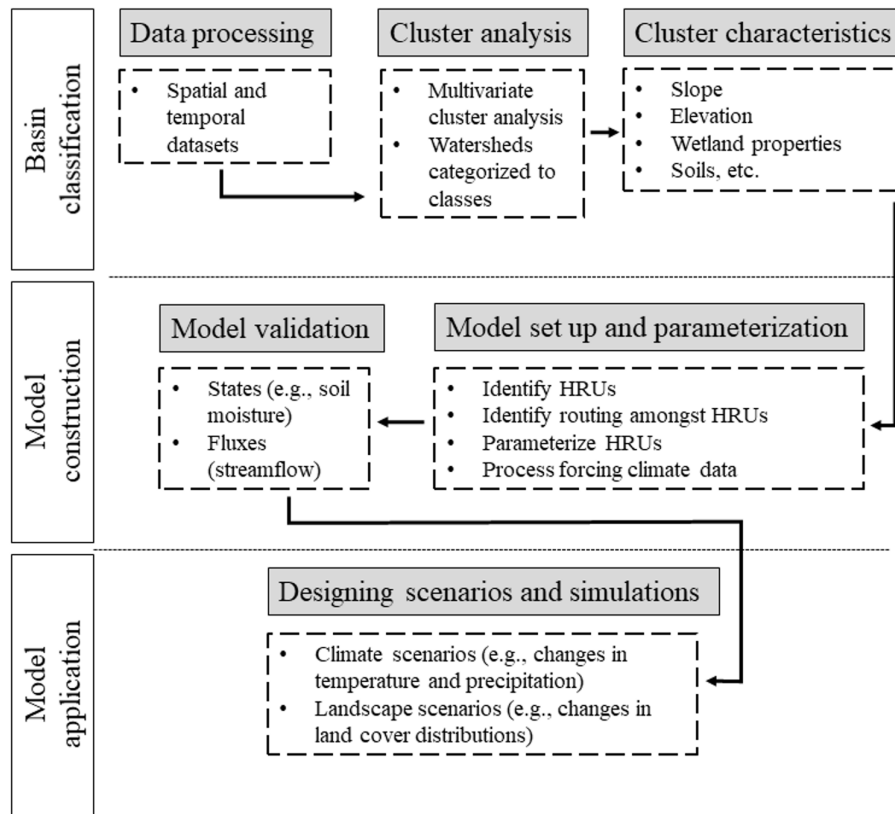 Basin
classification
Data processing
• Spatial and
temporal
datasets
Cluster analysis
• Multivariate
cluster analysis
• Watersheds
categorized to
classes
Cluster characteristics
• Slope
• Elevation
• Wetland properties
• Soils, etc.
Model
construction
Model validation
• States (e.g., soil
moisture)
• Fluxes
(streamflow)
Model set up and parameterization
• Identify HRUs
• Identify routing amongst HRUs
• Parameterize HRUs
• Process forcing climate data
Model
application
Designing scenarios and simulations
• Climate scenarios (e.g., changes in
temperature and precipitation)
• Landscape scenarios (e.g., changes in
land cover distributions)